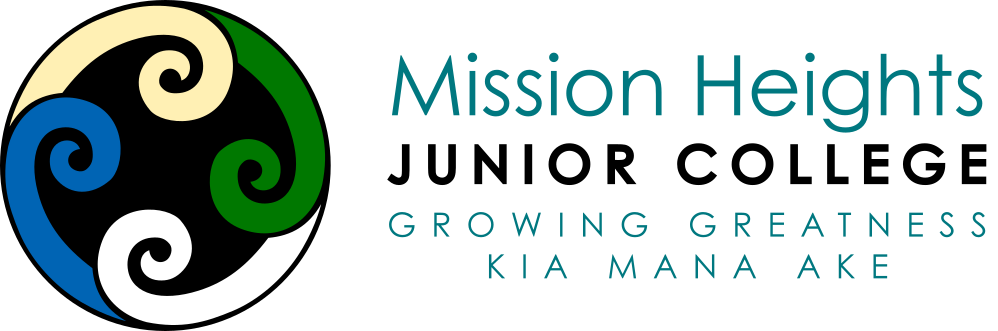 Mission Heights
JUNIOR COLLEGE
GROWING GREATNESS
KIA MANA AKE